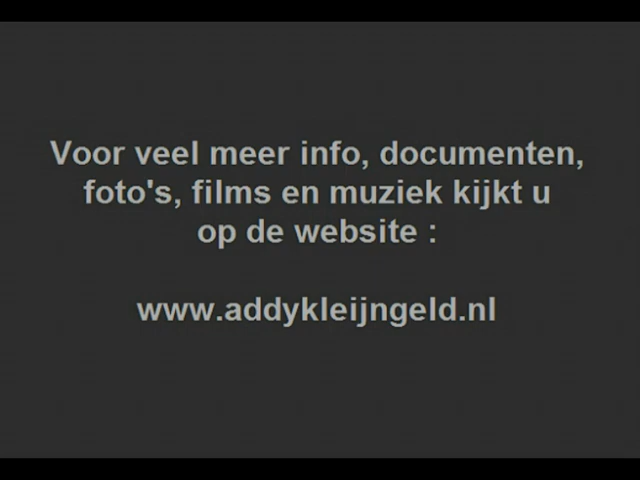 Voor veel meer info, documenten,
foto's, films en muziek kijkt u
op de website :
www.addykleijngeld.nl